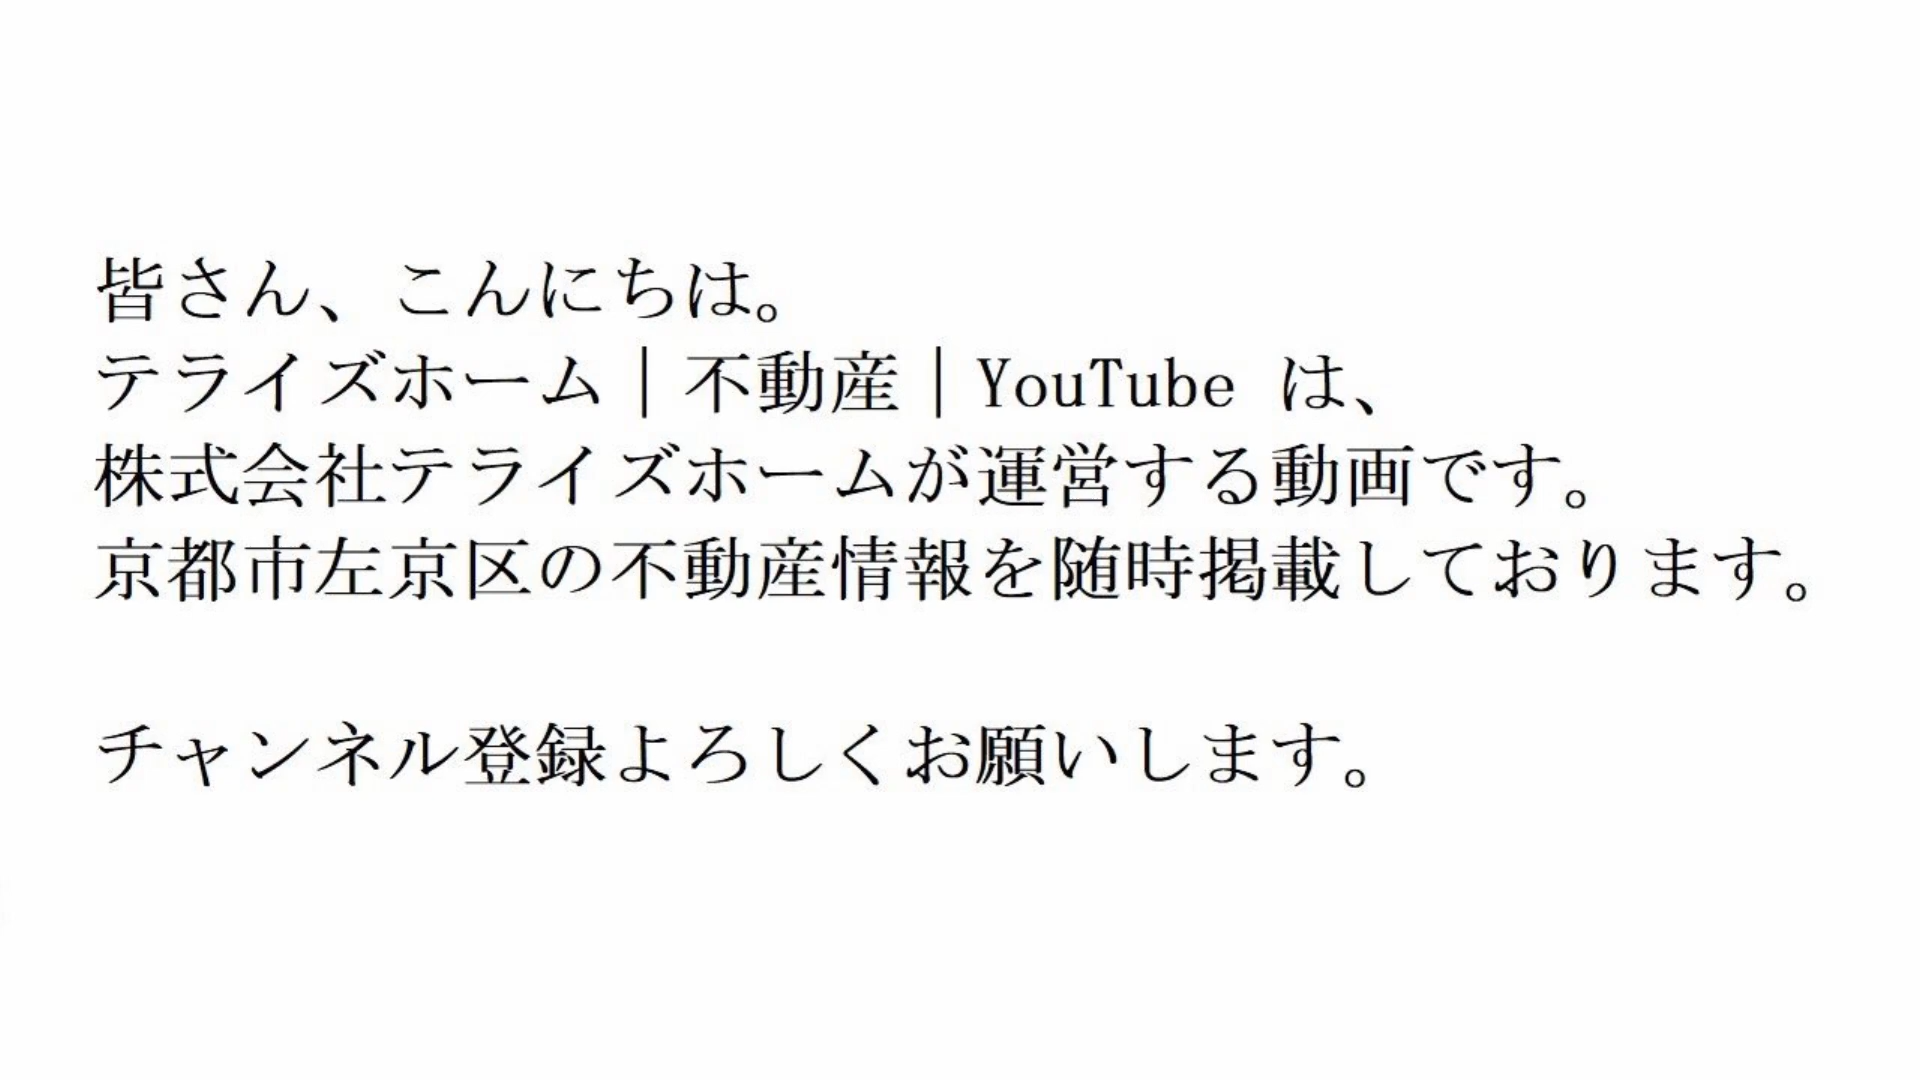 皆さん、こんにちは。
テライズホーム｜不動産｜YouTube は、
株式会社テライズホームが運営する動画です。
京都市左京区の不動産情報を随時掲載しております。
チャンネル登録よろしくお願いします。